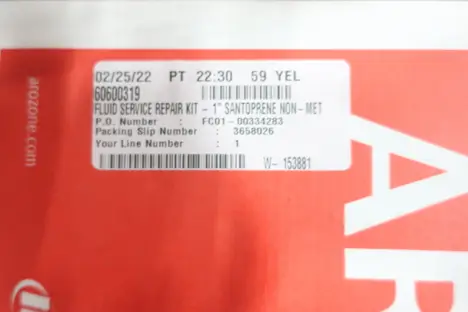 02/25/22 PT 22:30 59 YEL
60600319
FLUID SERVICE REPAIR KIT - 1" SANTOPRENE NON-MET
P.O. Number : FC01-00334283
Packing Slip Number : 3658026
Your Line Number : 1
W- 153881
arozone.com
AR